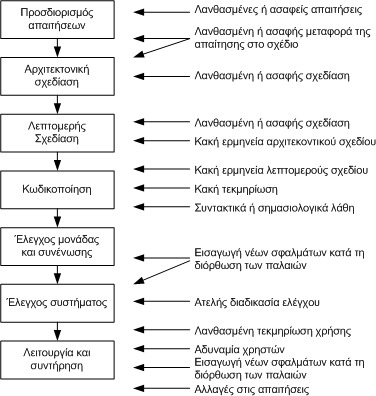 Προσδιορισμός
απαιτήσεων
Λανθασμένες ή ασαφείς απαιτήσεις
Λανθασμένη ή ασαφής μεταφορά της
απαίτησης στο σχέδιο
Αρχιτεκτονική
σχεδίαση
Λανθασμένη ή ασαφής σχεδίαση
Λεπτομερής
Σχεδίαση
Λανθασμένη ή ασαφής σχεδίαση
Κακή ερμηνεία αρχιτεκοντικού σχεδίου
Κωδικοποίηση
Κακή ερμηνεία λεπτομερούς σχεδίου
Κακή τεκμηρίωση
Συντακτικά ή σημασιολογικά λάθη
Έλεγχος μονάδας
και συνένωσης
Εισαγωγή νέων σφαλμάτων κατά τη
διόρθωση των παλαιών
Έλεγχος συστήματος
Ατελής διαδικασία ελέγχου
Λειτουργία και
συντήρηση
Λανθασμένη τεκμηρίωση χρήσης
Αδυναμία χρηστών
Εισαγωγή νέων σφαλμάτων κατά τη
διόρθωση των παλαιών
Αλλαγές στις απαιτήσεις